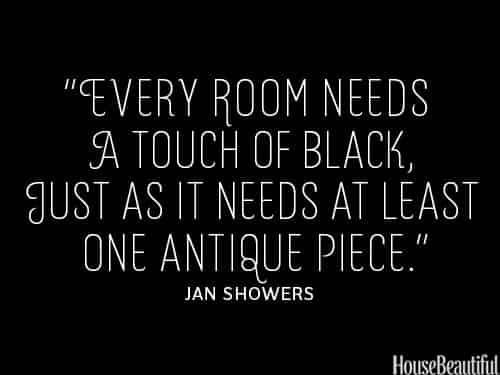 "EVERY ROOM NEEDS
A TOUCH OF BLACK,
JUST AS IT NEEDS AT LEAST
ONE ANTIQUE PIECE."
JAN SHOWERS
HouseBeautiful